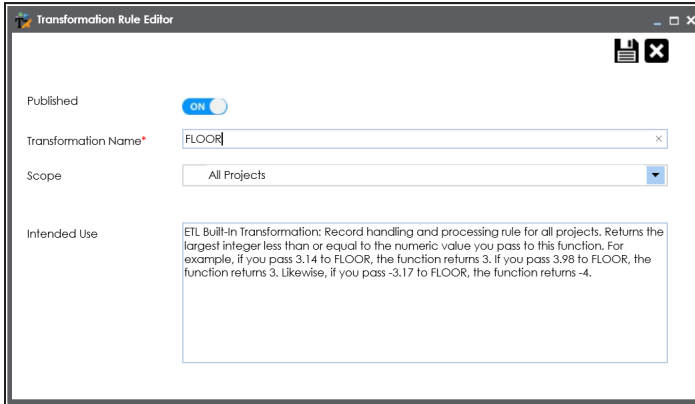 Transformation Rule Editor
Published
ON
Transformation Name*
FLOOR
Scope
All Projects
Intended Use
ETL Built-In Transformation: Record handling and processing rule for all projects. Returns the
largest integer less than or equal to the numeric value you pass to this function. For
example, if you pass 3.14 to FLOOR, the function returns 3. If you pass 3.98 to FLOOR, the
function returns 3. Likewise, if you pass -3.17 to FLOOR, the function returns -4.